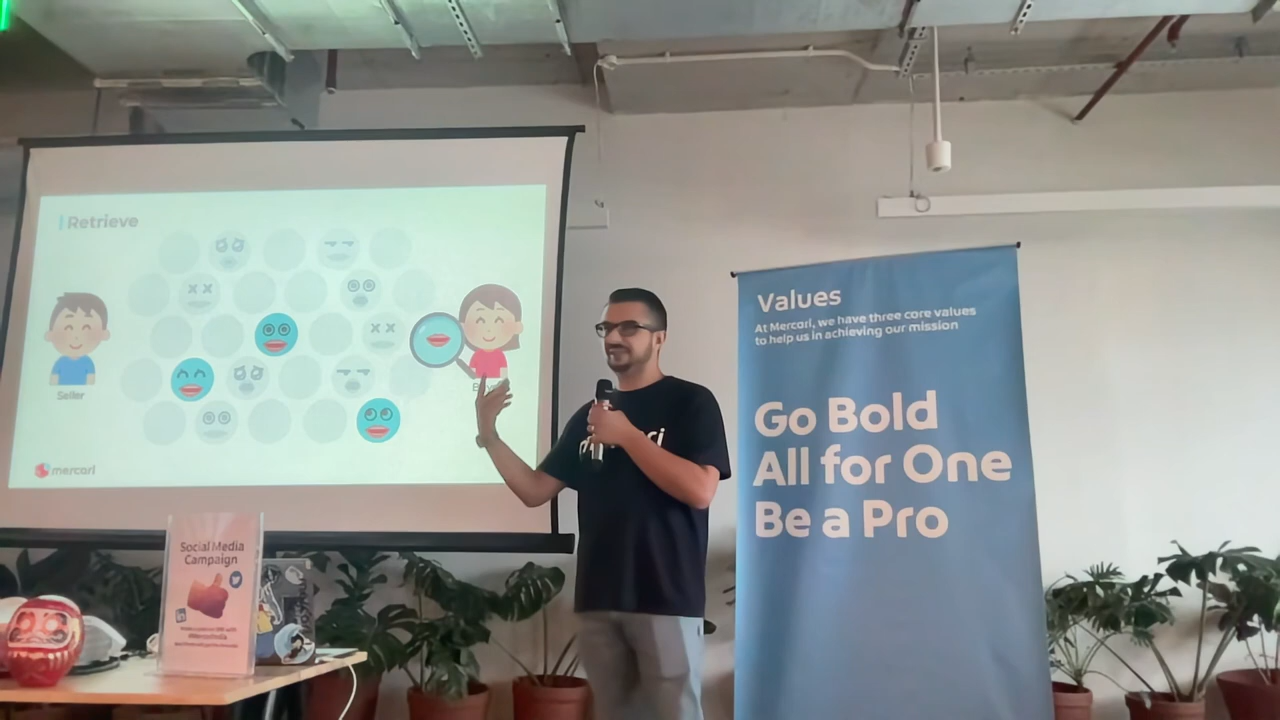 Retrieve
Seller
mercari
Social Media
Campaign
Values
At Mercari, we have three core values
to help us in achieving our mission
Go Bold
All for One
Be a Pro